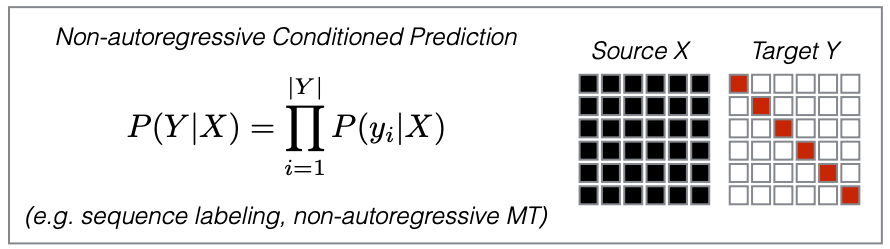 Non-autoregressive Conditioned Prediction
Source X
Target Y
P(Y|X) = ∏_{i=1}^{|Y|} P(y_i|X)
(e.g. sequence labeling, non-autoregressive MT)